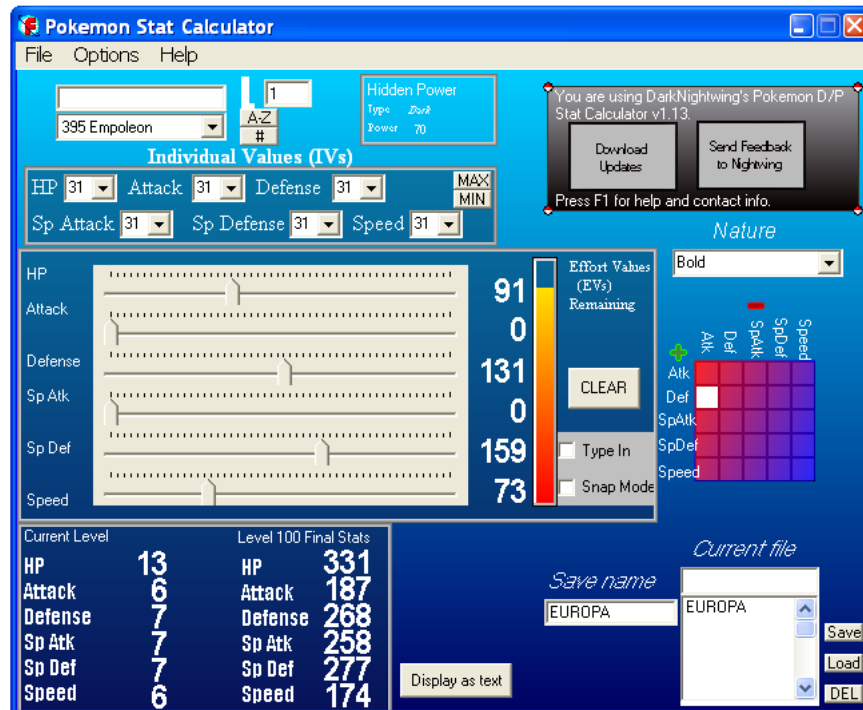 Pokemon Stat Calculator
File Options Help
1
395 Empoleon
A-Z
#
Hidden Power
Type Dark
Power 70
You are using DarkNightwing's Pokemon D/P
Stat Calculator v1.13.
Download
Updates
Send Feedback
to Nightwing
Press F1 for help and contact info.
Individual Values (IVs)
HP 31 Attack 31 Defense 31
MAX
MIN
Sp Attack 31 Sp Defense 31 Speed 31
Nature
Bold
Atk Def SpAtk SpDef Speed
Atk
Def
SpAtk
SpDef
Speed
HP 91
Attack 0
Defense 131
Sp Atk 0
Sp Def 159
Speed 73
Effort Values
(EVs)
Remaining
CLEAR
Type In
Snap Mode
Current Level Level 100 Final Stats
HP 13 HP 331
Attack 6 Attack 187
Defense 7 Defense 268
Sp Atk 7 Sp Atk 258
Sp Def 7 Sp Def 277
Speed 6 Speed 174
Display as text
Save name
EUROPA
Current file
EUROPA
Save
Load
DEL